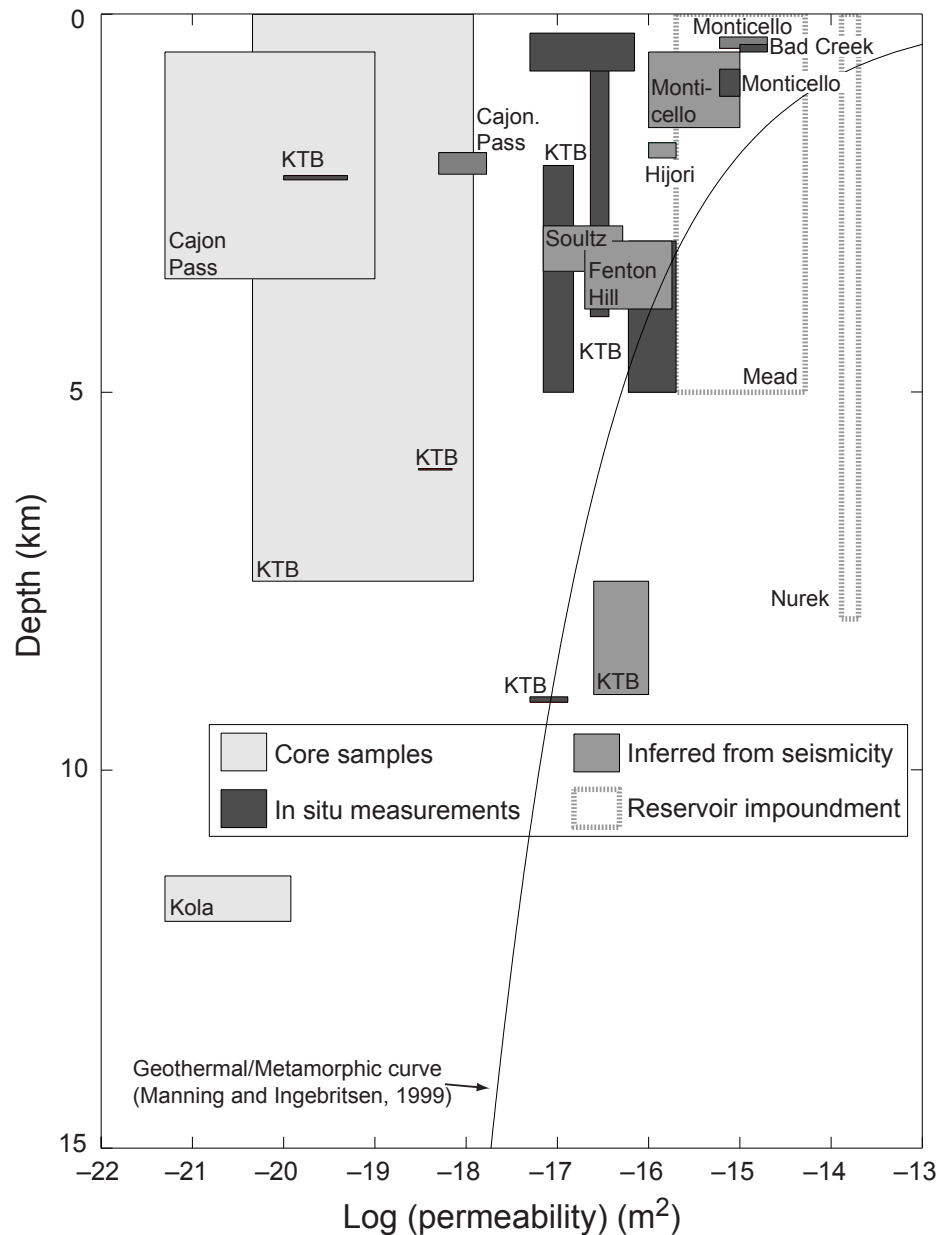 0
Monticello
Bad Creek
Monti-
cello
Monticello
Cajon.
Pass
KTB
KTB
Hijori
Cajon
Pass
Soultz
Fenton
Hill
KTB
Mead
5
KTB
Depth (km)
KTB
Nurek
KTB
KTB
Core samples
Inferred from seismicity
In situ measurements
Reservoir impoundment
10
Kola
Geothermal/Metamorphic curve
(Manning and Ingebritsen, 1999)
15
–22 –21 –20 –19 –18 –17 –16 –15 –14 –13
Log (permeability) (m²)